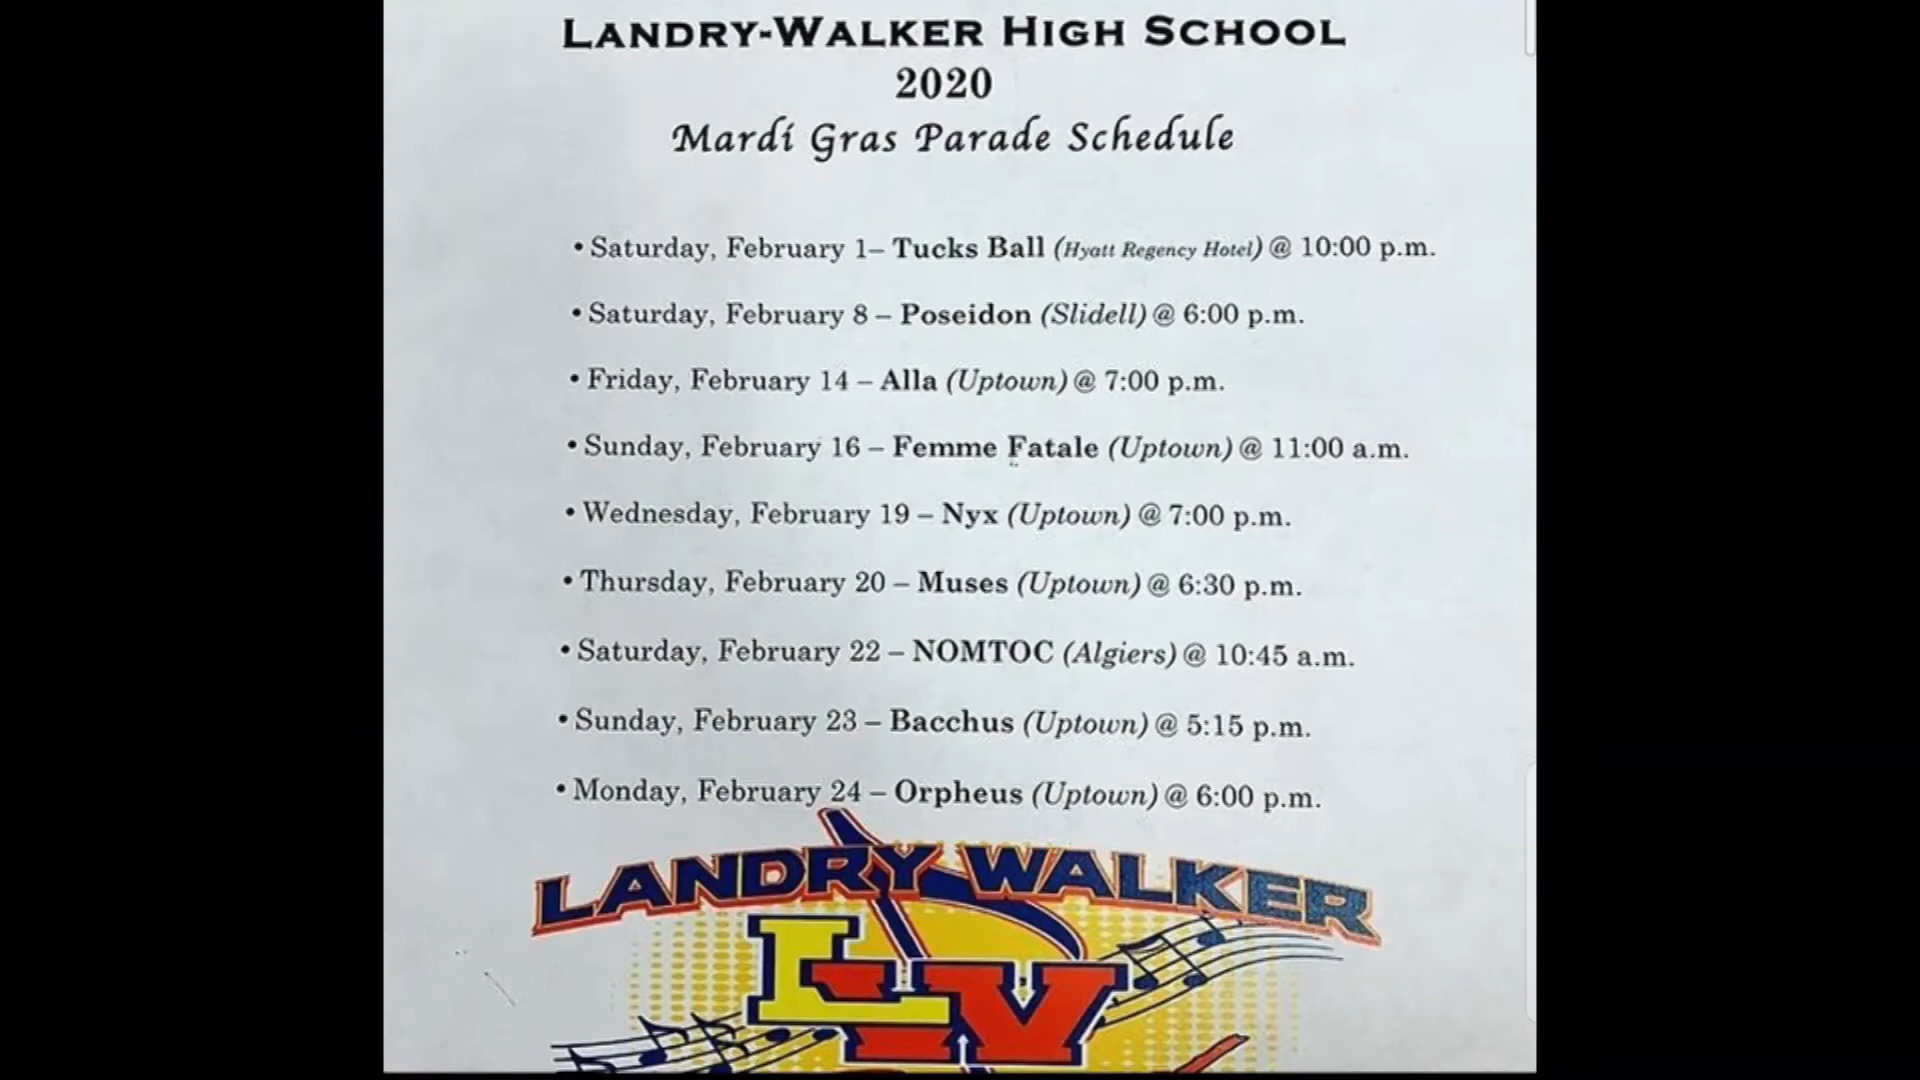 LANDRY-WALKER HIGH SCHOOL
2020
Mardi Gras Parade Schedule
• Saturday, February 1– Tucks Ball (Hyatt Regency Hotel) @ 10:00 p.m.
• Saturday, February 8 – Poseidon (Slidell) @ 6:00 p.m.
• Friday, February 14 – Alla (Uptown) @ 7:00 p.m.
• Sunday, February 16 – Femme Fatale (Uptown) @ 11:00 a.m.
• Wednesday, February 19 – Nyx (Uptown) @ 7:00 p.m.
• Thursday, February 20 – Muses (Uptown) @ 6:30 p.m.
• Saturday, February 22 – NOMTOC (Algiers) @ 10:45 a.m.
• Sunday, February 23 – Bacchus (Uptown) @ 5:15 p.m.
• Monday, February 24 – Orpheus (Uptown) @ 6:00 p.m.
LANDRY WALKER
LW